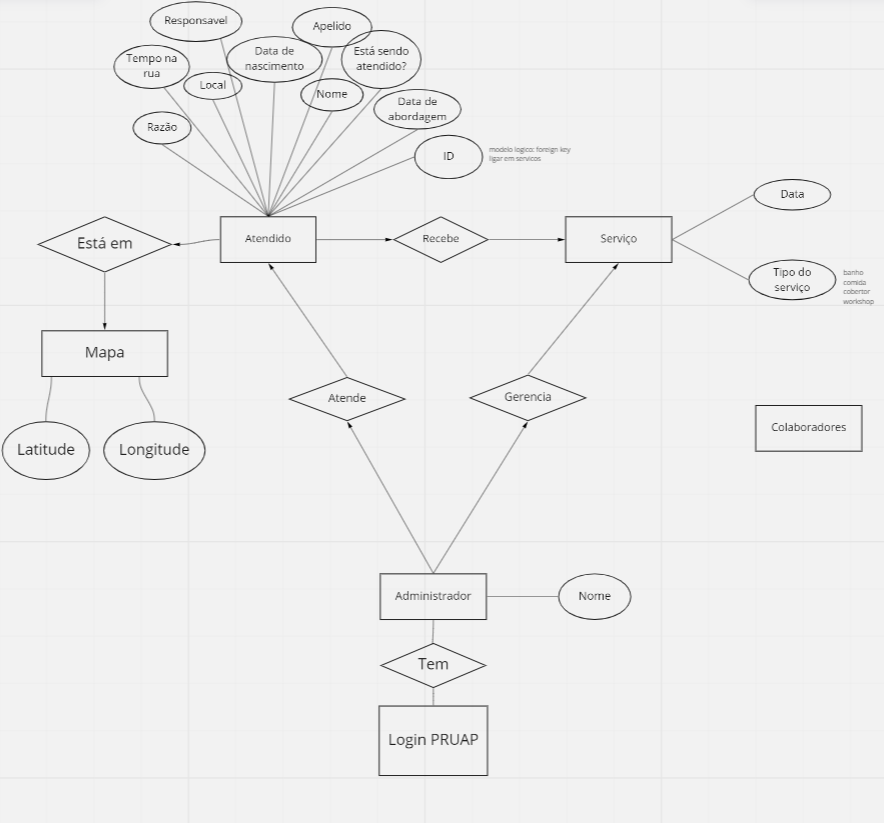 Responsavel
Apelido
Tempo na
rua
Data de
nascimento
Está sendo
atendido?
Local
Nome
Data de
abordagem
Razão
ID
modelo logico: foreign key
ligar em servicos
Está em
Atendido
Recebe
Serviço
Data
Tipo do
serviço
banho
comida
cobertor
workshop
Mapa
Latitude
Longitude
Atende
Gerencia
Colaboradores
Administrador
Nome
Tem
Login PRUAP